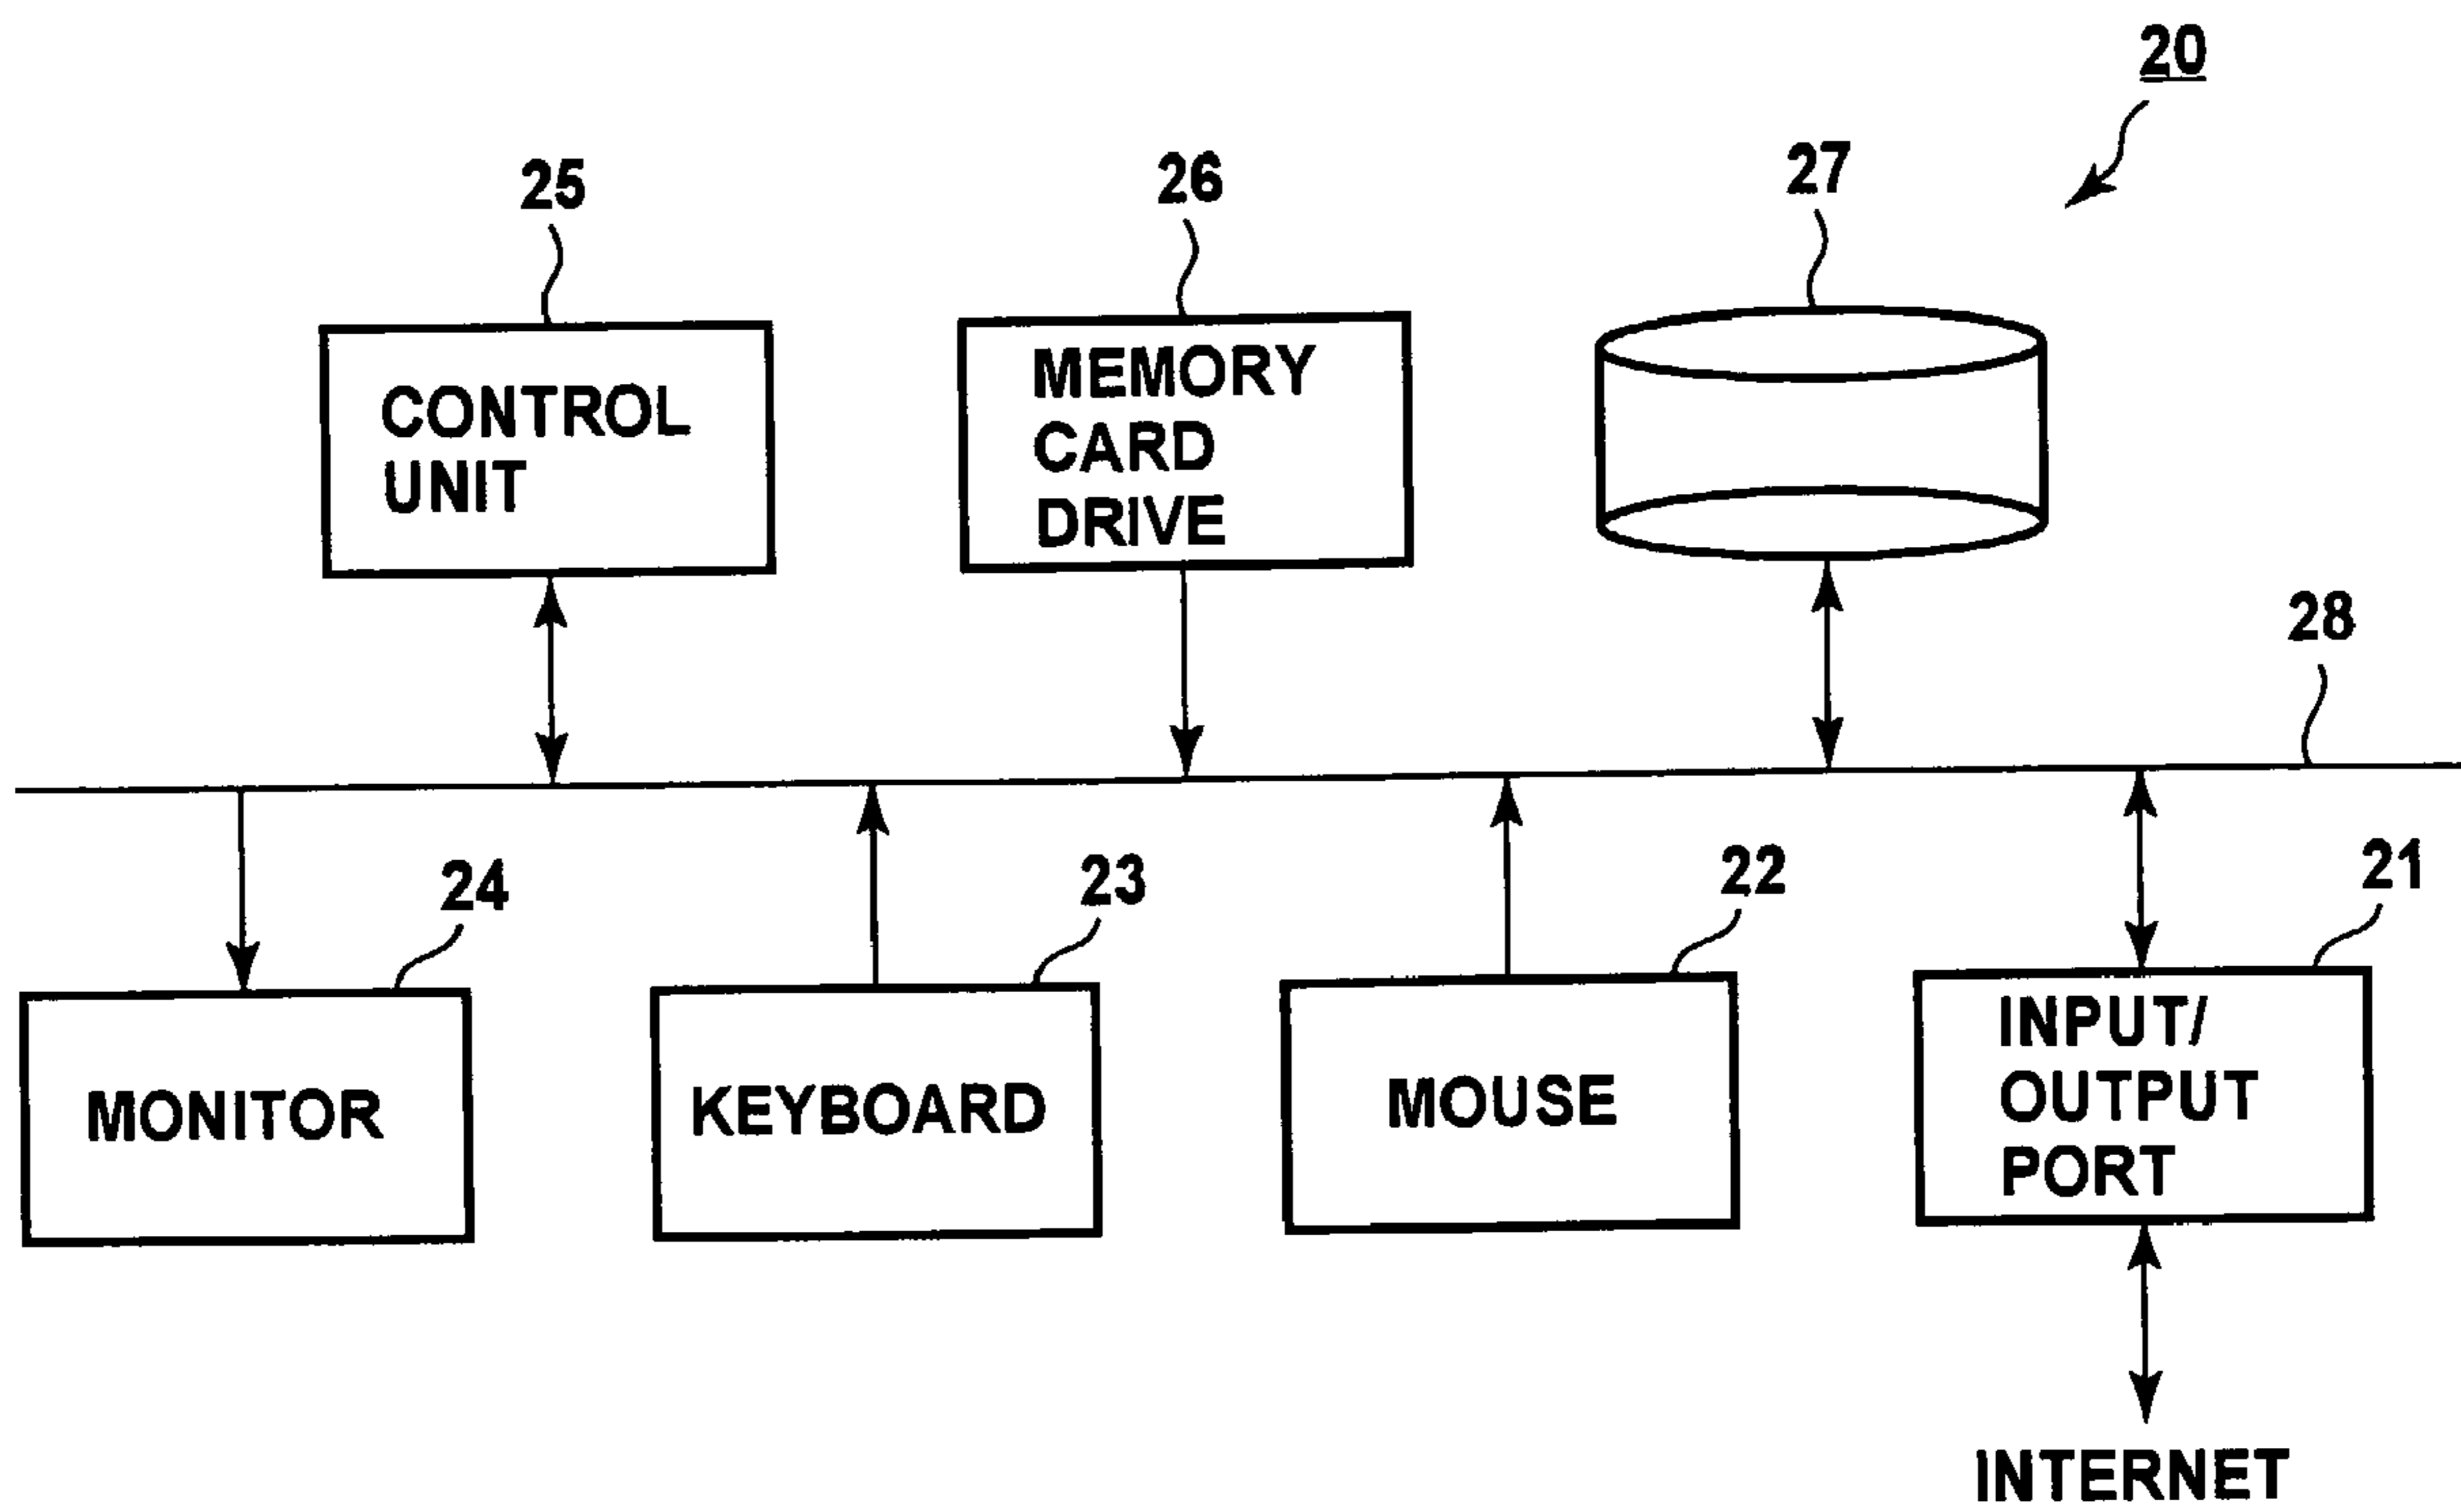 20
25
26
27
CONTROL
UNIT
MEMORY
CARD
DRIVE
28
24
23
22
21
MONITOR
KEYBOARD
MOUSE
INPUT/
OUTPUT
PORT
INTERNET